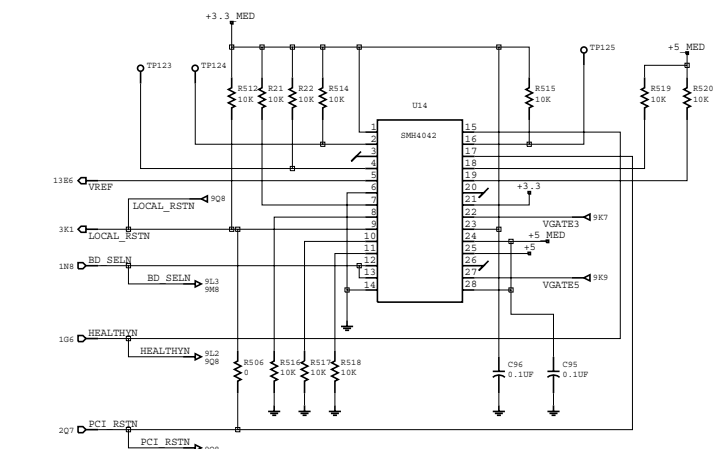 +3.3_MED
TP125
+5_MED
TP123
TP124
R512
10K
R21
10K
R22
10K
R514
10K
R515
10K
R519
10K
R520
10K
U14
SMH4042
1
2
3
4
5
6
7
8
9
10
11
12
13
14
15
16
17
18
19
20
21
22
23
24
25
26
27
28
13E6
VREF
9Q8
LOCAL_RSTN
3K1
LOCAL_RSTN
1N8
BD_SELN
BD_SELN
9L3
9M8
+3.3
9K7
VGATE3
+5_MED
+5
9K9
VGATE5
1G6
HEALTHYN
HEALTHYN
9L2
9Q8
R506
0
R516
10K
R517
10K
R518
10K
C96
0.1UF
C95
0.1UF
2Q7
PCI_RSTN
PCI_RSTN